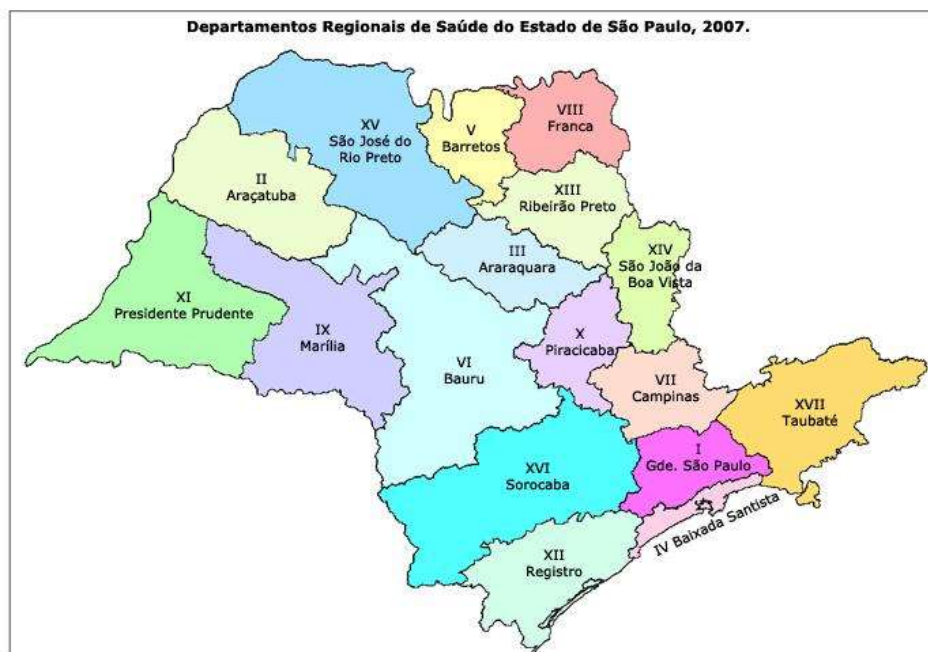 Departamentos Regionais de Saúde do Estado de São Paulo, 2007.
XV
São José do
Rio Preto
V
Barretos
VIII
Franca
II
Araçatuba
XIII
Ribeirão Preto
III
Araraquara
XIV
São João da
Boa Vista
XI
Presidente Prudente
IX
Marília
X
Piracicaba
VI
Bauru
VII
Campinas
XVII
Taubaté
I
Gde. São Paulo
XVI
Sorocaba
IV Baixada Santista
XII
Registro